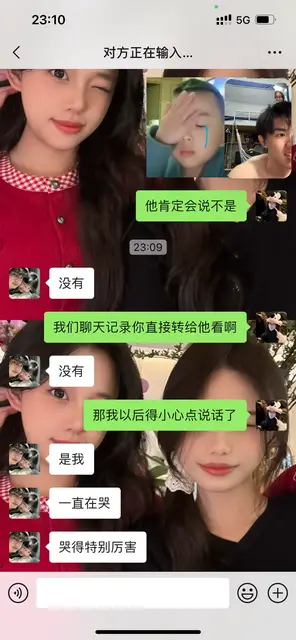 23:10
5G
对方正在输入...
他肯定会说不是
23:09
没有
我们聊天记录你直接转给他看啊
没有
那我以后得小心点说话了
是我
一直在哭
哭得特别厉害